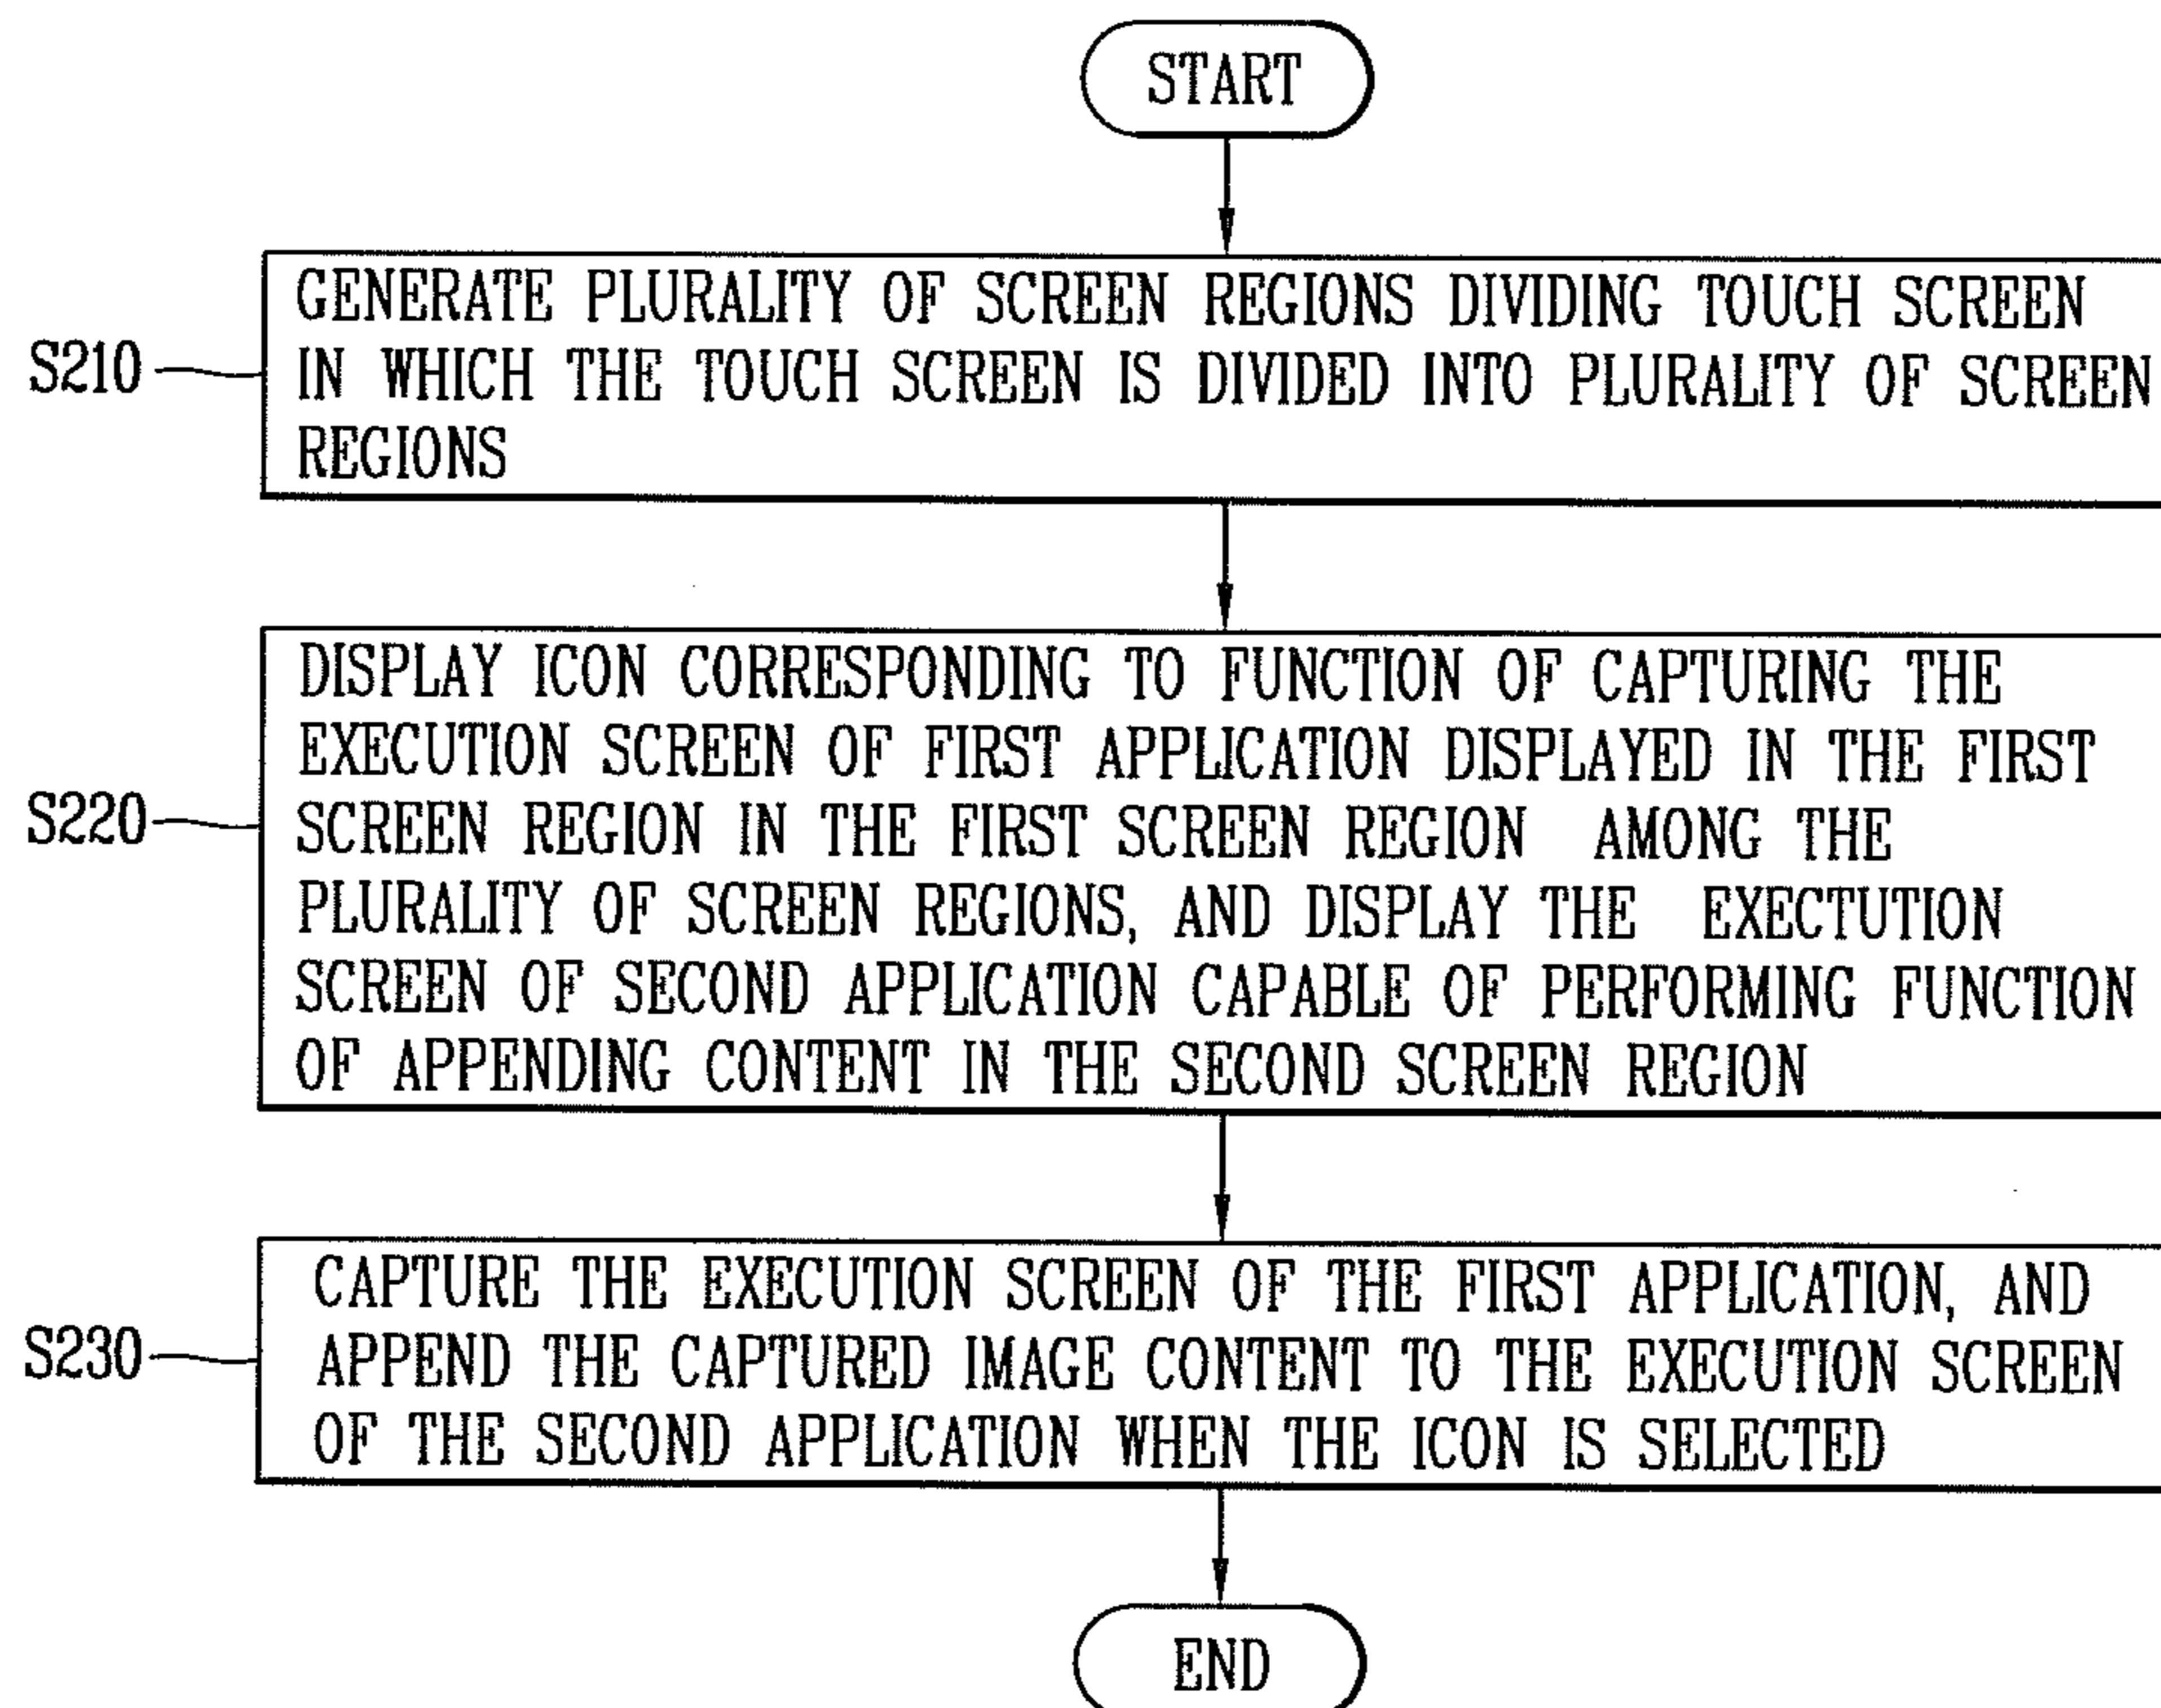 START
S210
GENERATE PLURALITY OF SCREEN REGIONS DIVIDING TOUCH SCREEN
IN WHICH THE TOUCH SCREEN IS DIVIDED INTO PLURALITY OF SCREEN
REGIONS
S220
DISPLAY ICON CORRESPONDING TO FUNCTION OF CAPTURING THE
EXECUTION SCREEN OF FIRST APPLICATION DISPLAYED IN THE FIRST
SCREEN REGION IN THE FIRST SCREEN REGION AMONG THE
PLURALITY OF SCREEN REGIONS, AND DISPLAY THE EXECTUTION
SCREEN OF SECOND APPLICATION CAPABLE OF PERFORMING FUNCTION
OF APPENDING CONTENT IN THE SECOND SCREEN REGION
S230
CAPTURE THE EXECUTION SCREEN OF THE FIRST APPLICATION, AND
APPEND THE CAPTURED IMAGE CONTENT TO THE EXECUTION SCREEN
OF THE SECOND APPLICATION WHEN THE ICON IS SELECTED
END